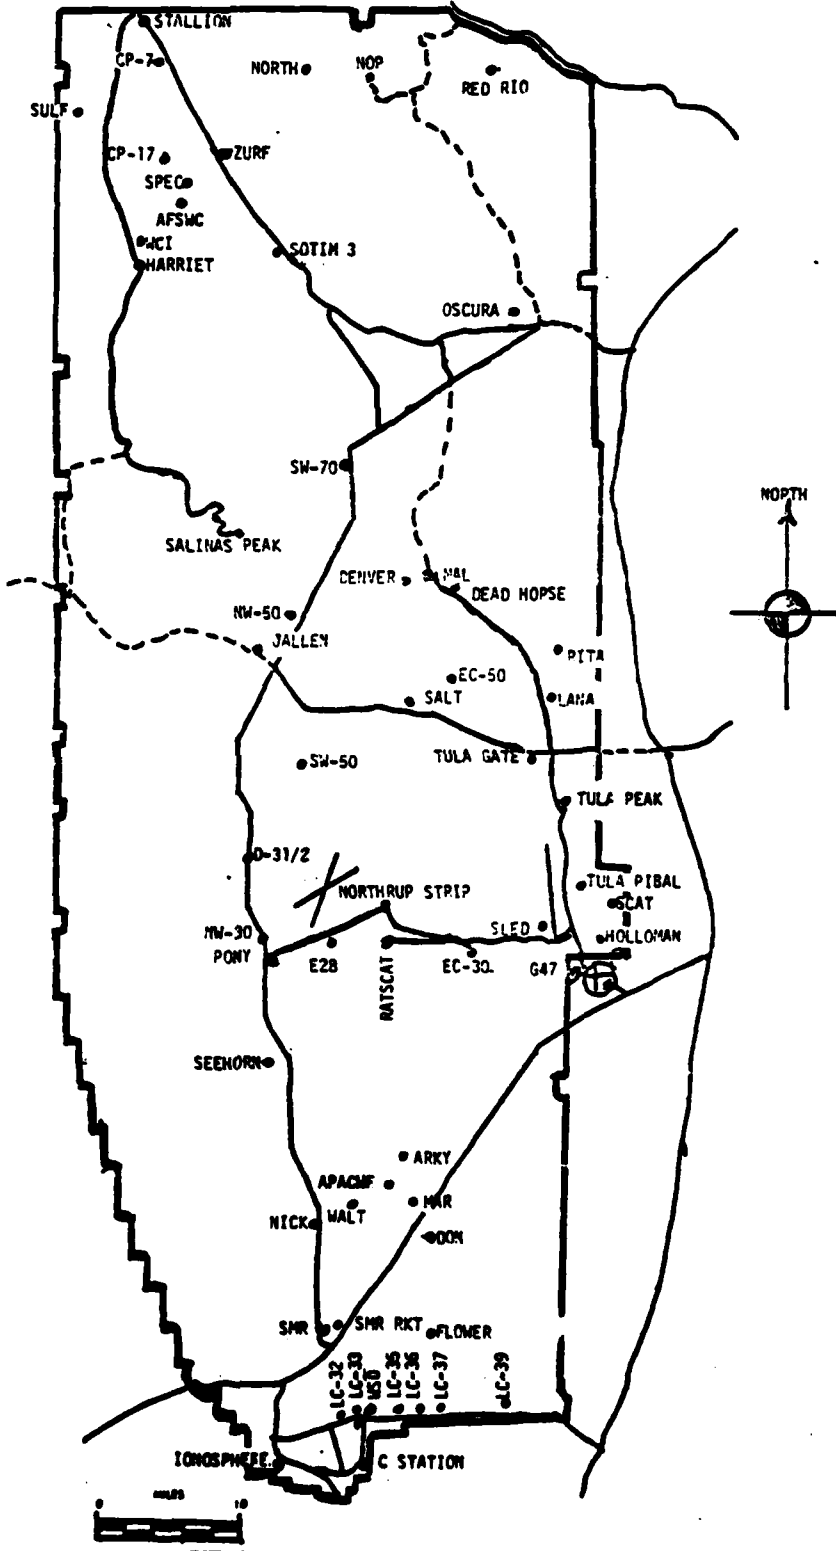 STALLION
CP-7
NORTH
NOP
RED RIO
SULF
CP-17
ZURF
SPEC
AFSWC
WCI
SOTIM 3
HARRIET
OSCURA
SW-70
NORTH
SALINAS PEAK
DENVER
DEAD HORSE
NW-50
JALLEN
PITA
EC-50
SALT
LANA
TULA GATE
SW-50
TULA PEAK
D-31/2
TULA PIBAL
NORTHRUP STRIP
SCAT
SLED
NW-30
HOLLOMAN
PONY
E28
RATSCAT
EC-30
G47
SEEHORN
ARKY
APACHE
MAR
WALT
NICK
DON
SMR
SMR RKT
FLOWER
LC-32
LC-33
LC-35
LC-36
LC-37
LC-39
IONOSPHERE
C STATION
MILES
0 10